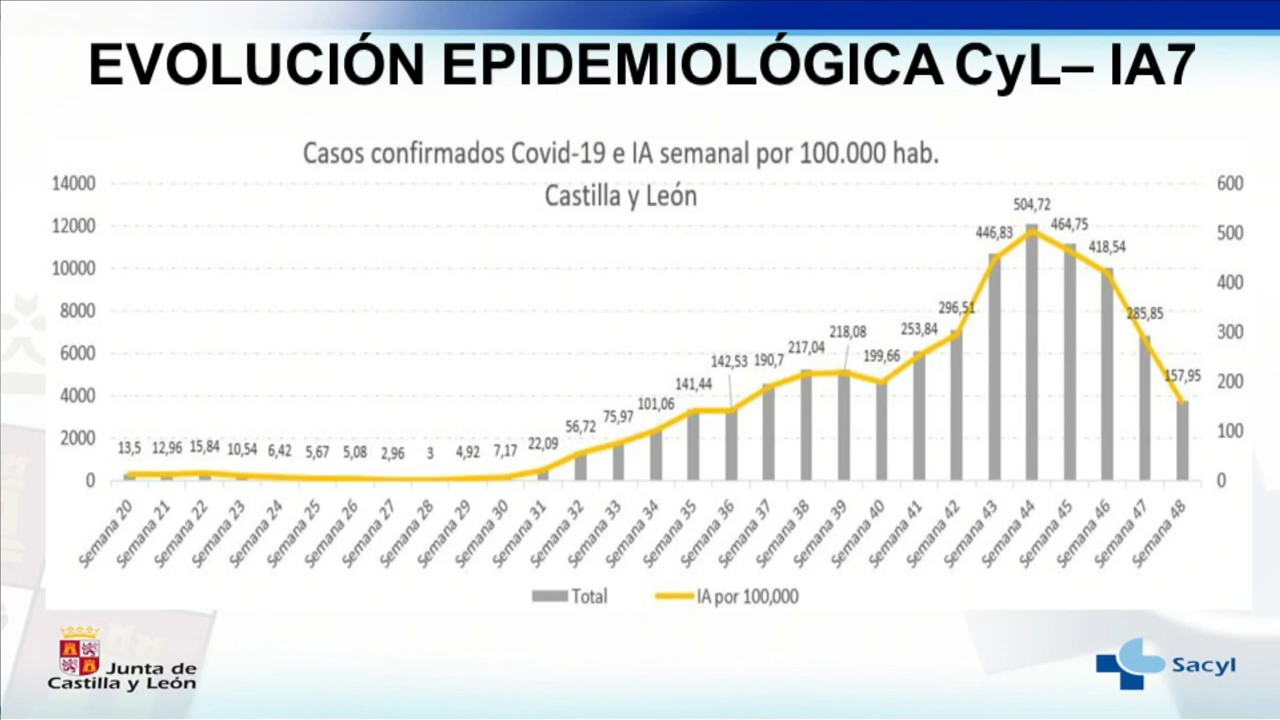 EVOLUCIÓN EPIDEMIOLÓGICA CyL– IA7
Casos confirmados Covid-19 e IA semanal por 100.000 hab.
Castilla y León
14000
12000
10000
8000
6000
4000
2000
0
600
500
400
300
200
100
0
13,5 12,96 15,84 10,54 6,42 5,67 5,08 2,96 3 4,92 7,17 22,09 56,72 75,97 101,06 141,44 142,53 190,7 217,04 218,08 199,66 253,84 296,51 446,83 504,72 464,75 418,54 285,85 157,95
Semana 20 Semana 21 Semana 22 Semana 23 Semana 24 Semana 25 Semana 26 Semana 27 Semana 28 Semana 29 Semana 30 Semana 31 Semana 32 Semana 33 Semana 34 Semana 35 Semana 36 Semana 37 Semana 38 Semana 39 Semana 40 Semana 41 Semana 42 Semana 43 Semana 44 Semana 45 Semana 46 Semana 47 Semana 48
Total IA por 100,000
Junta de
Castilla y León
Sacyl